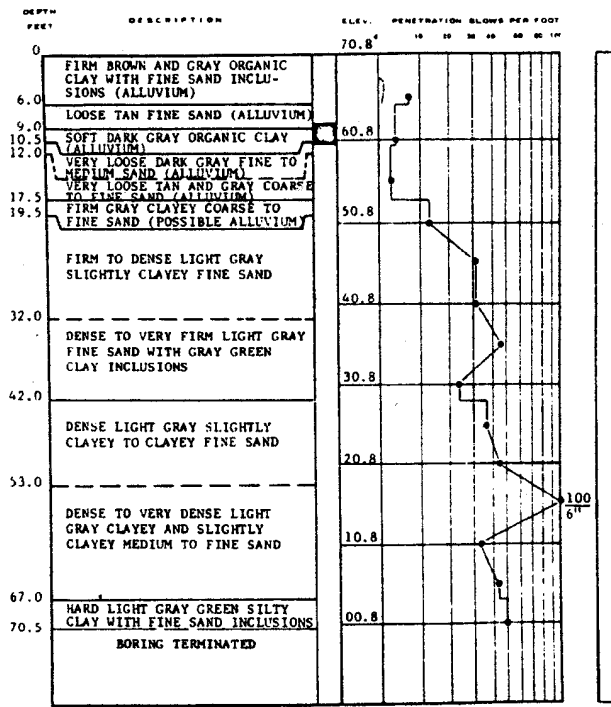 DEPTH
FEET
DESCRIPTION
ELEV.
PENETRATION BLOWS PER FOOT
0
70.8
10 20 30 40 60 80 100
FIRM BROWN AND GRAY ORGANIC
CLAY WITH FINE SAND INCLU-
SIONS (ALLUVIUM)
6.0
LOOSE TAN FINE SAND (ALLUVIUM)
9.0
SOFT DARK GRAY ORGANIC CLAY
(ALLUVIUM)
10.5
60.8
12.0
VERY LOOSE DARK GRAY FINE TO
MEDIUM SAND (ALLUVIUM)
VERY LOOSE TAN AND GRAY COARSE
TO FINE SAND (ALLUVIUM)
17.5
FIRM GRAY CLAYEY COARSE TO
FINE SAND (POSSIBLE ALLUVIUM)
19.5
50.8
FIRM TO DENSE LIGHT GRAY
SLIGHTLY CLAYEY FINE SAND
40.8
32.0
DENSE TO VERY FIRM LIGHT GRAY
FINE SAND WITH GRAY GREEN
CLAY INCLUSIONS
30.8
42.0
DENSE LIGHT GRAY SLIGHTLY
CLAYEY TO CLAYEY FINE SAND
20.8
53.0
DENSE TO VERY DENSE LIGHT
GRAY CLAYEY AND SLIGHTLY
CLAYEY MEDIUM TO FINE SAND
100
6"
10.8
67.0
HARD LIGHT GRAY GREEN SILTY
CLAY WITH FINE SAND INCLUSIONS
00.8
70.5
BORING TERMINATED